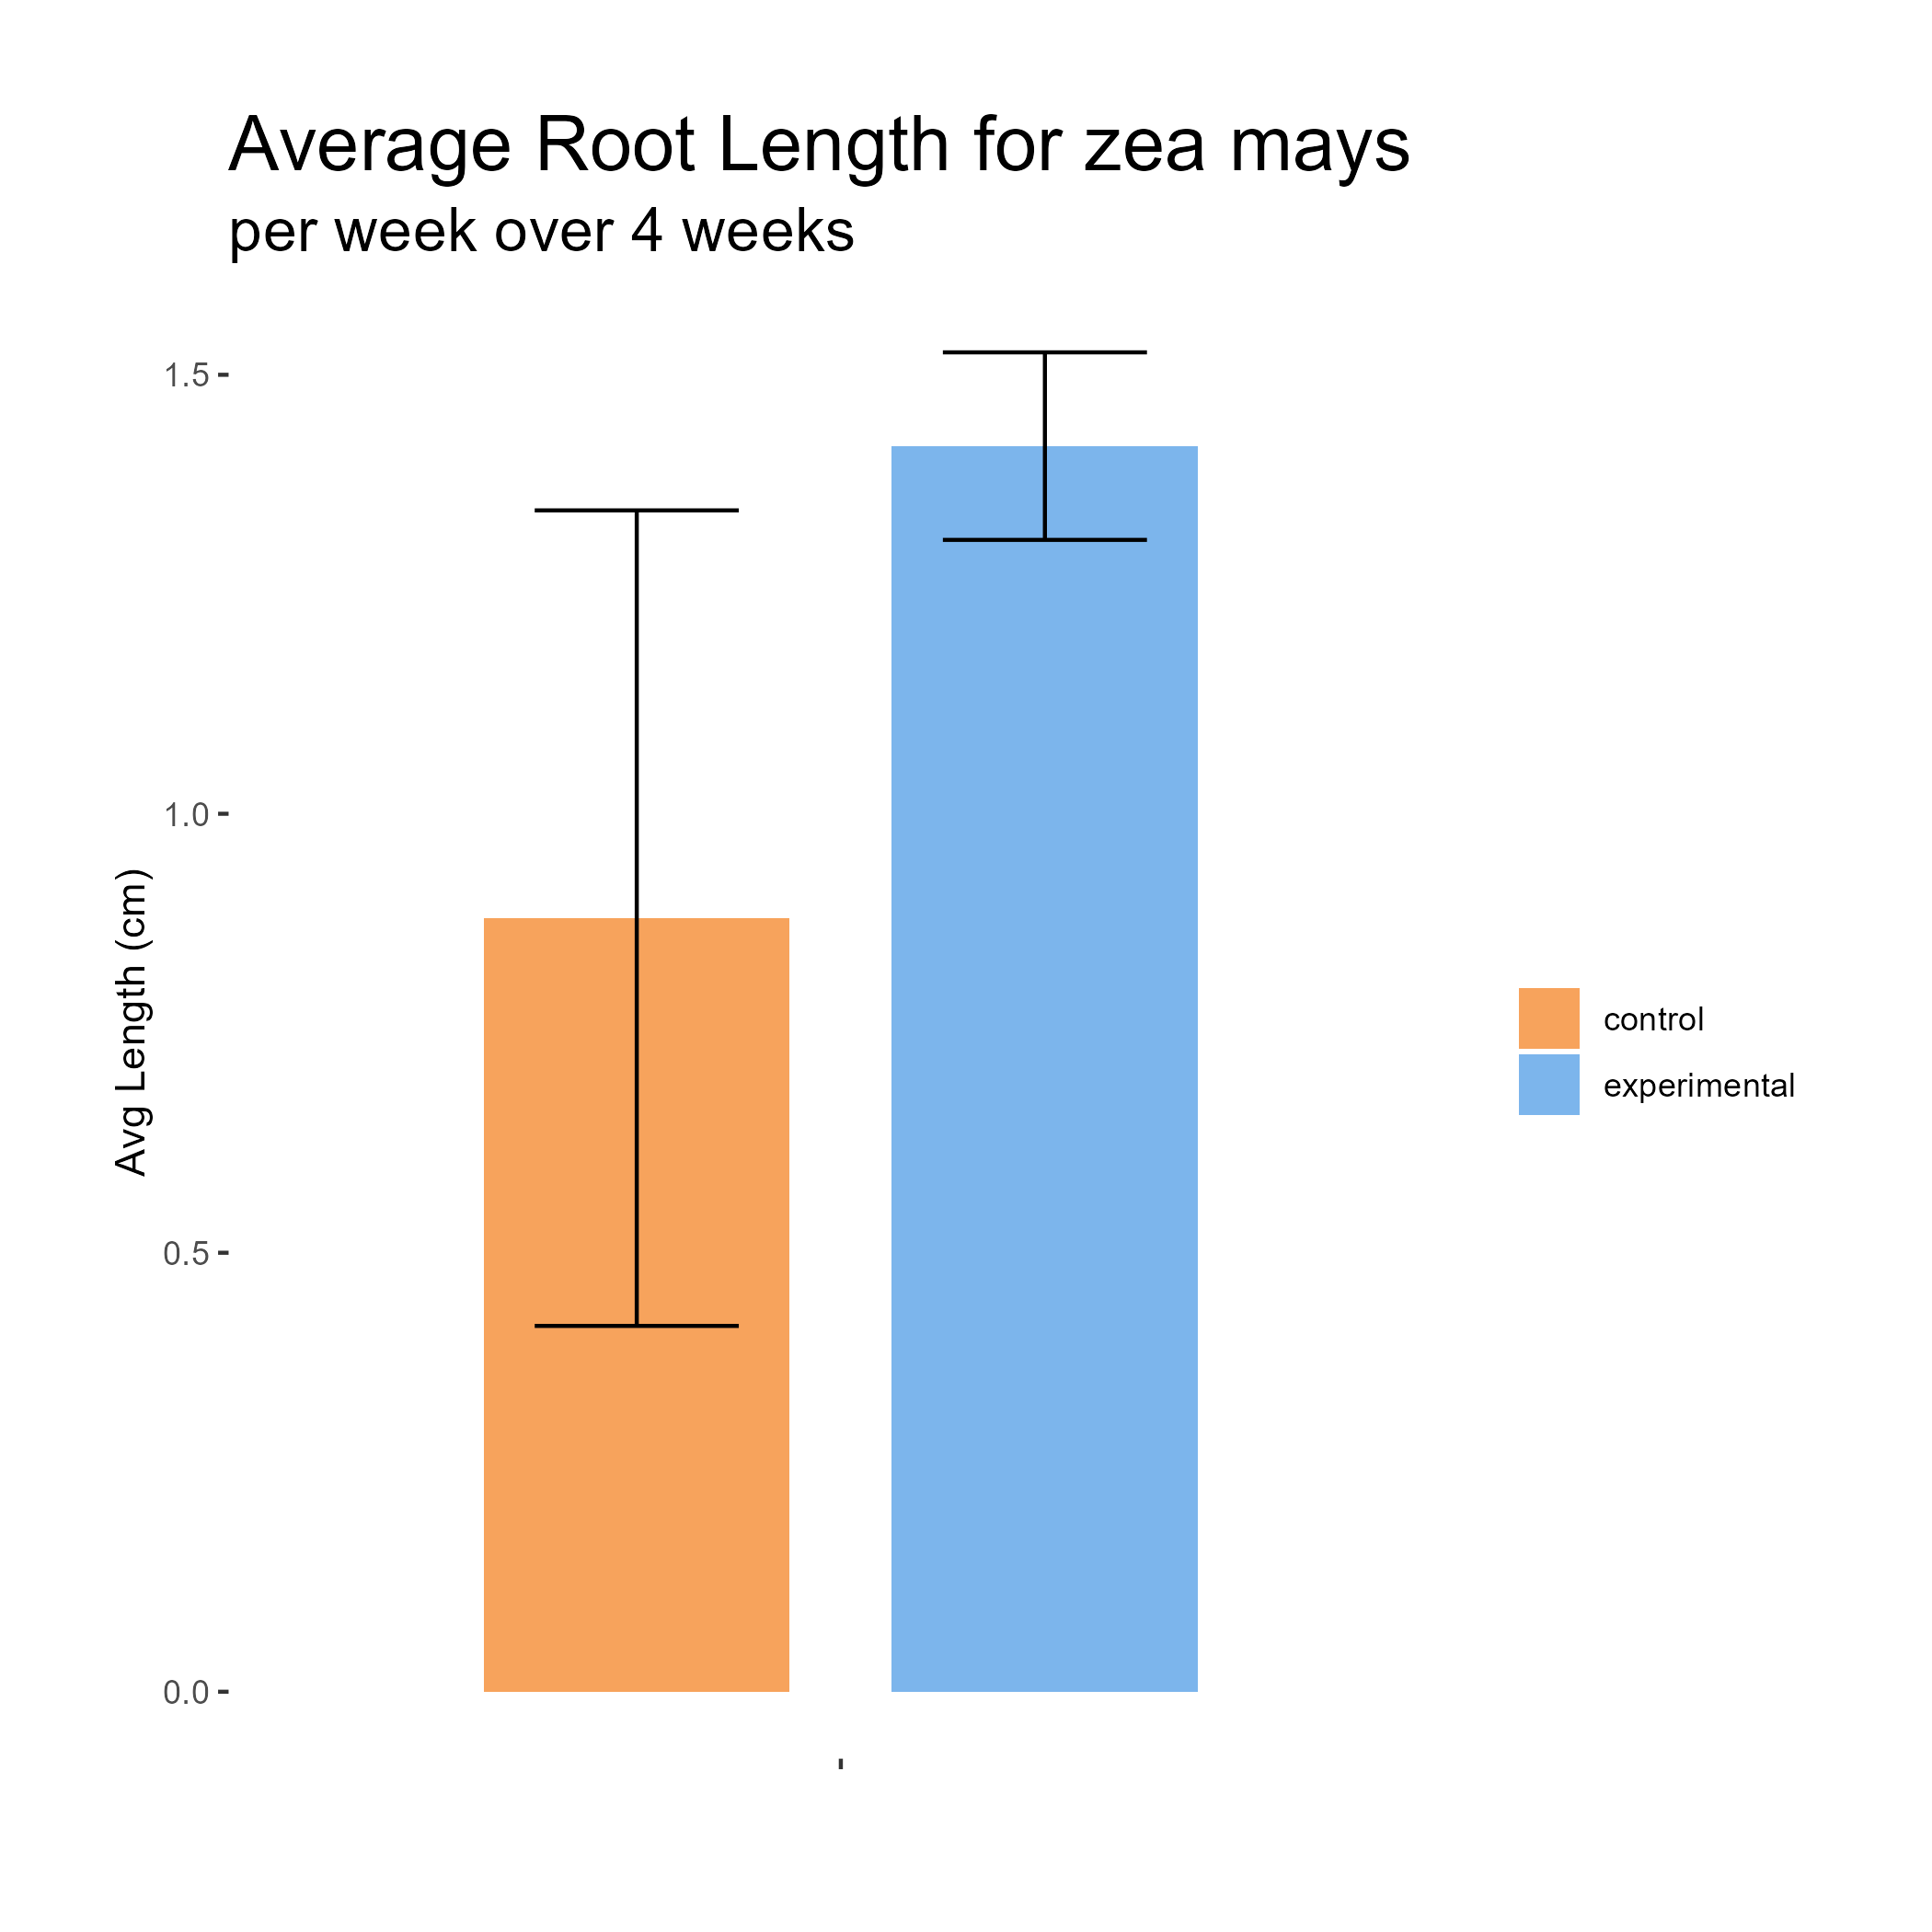 Average Root Length for zea mays
per week over 4 weeks
1.5
1.0
0.5
0.0
Avg Length (cm)
control
experimental